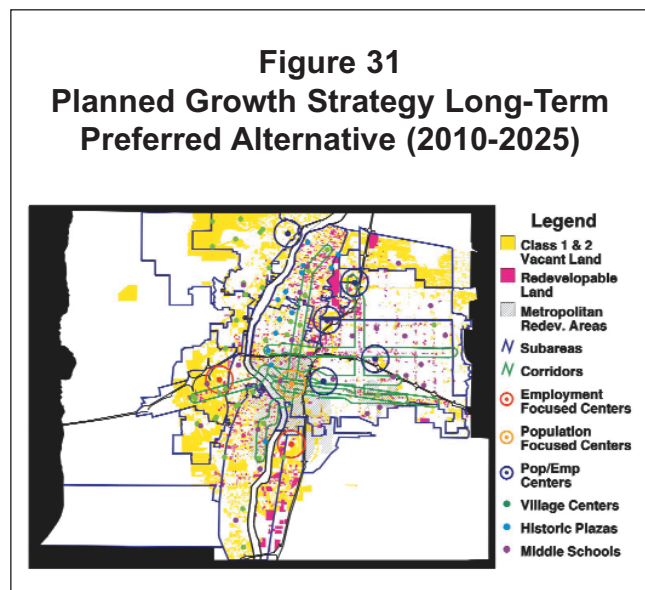 Figure 31
Planned Growth Strategy Long-Term
Preferred Alternative (2010-2025)
Legend
Class 1 & 2
Vacant Land
Redevelopable
Land
Metropolitan
Redev. Areas
Subareas
Corridors
Employment
Focused Centers
Population
Focused Centers
Pop/Emp
Centers
Village Centers
Historic Plazas
Middle Schools